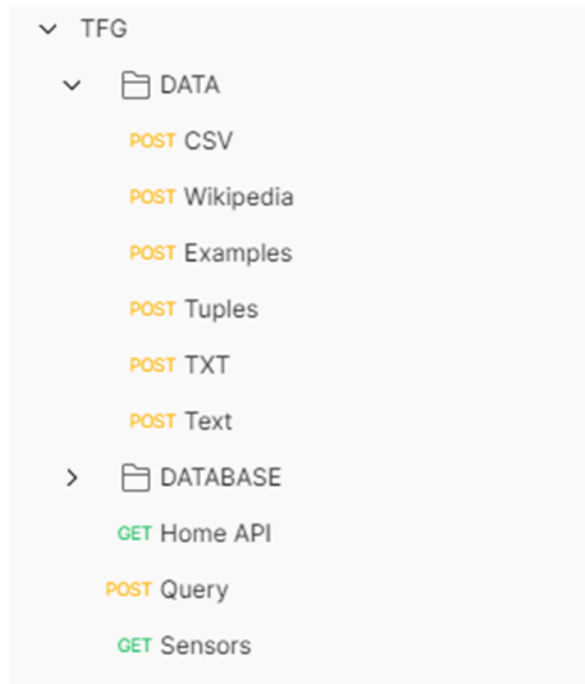 TFG
DATA
POST CSV
POST Wikipedia
POST Examples
POST Tuples
POST TXT
POST Text
DATABASE
GET Home API
POST Query
GET Sensors